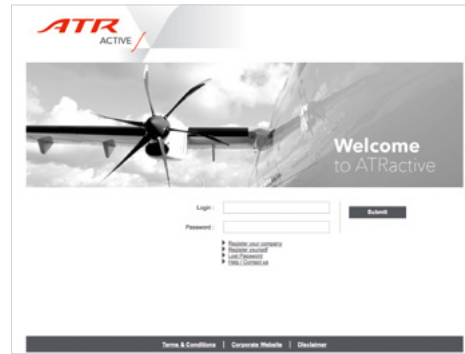 ATR
ACTIVE
Welcome
to ATRactive
Login :
Submit
Password :
Register your company
Register yourself
Lost Password
Help / Contact us
Terms & Conditions | Corporate Website | Disclaimer